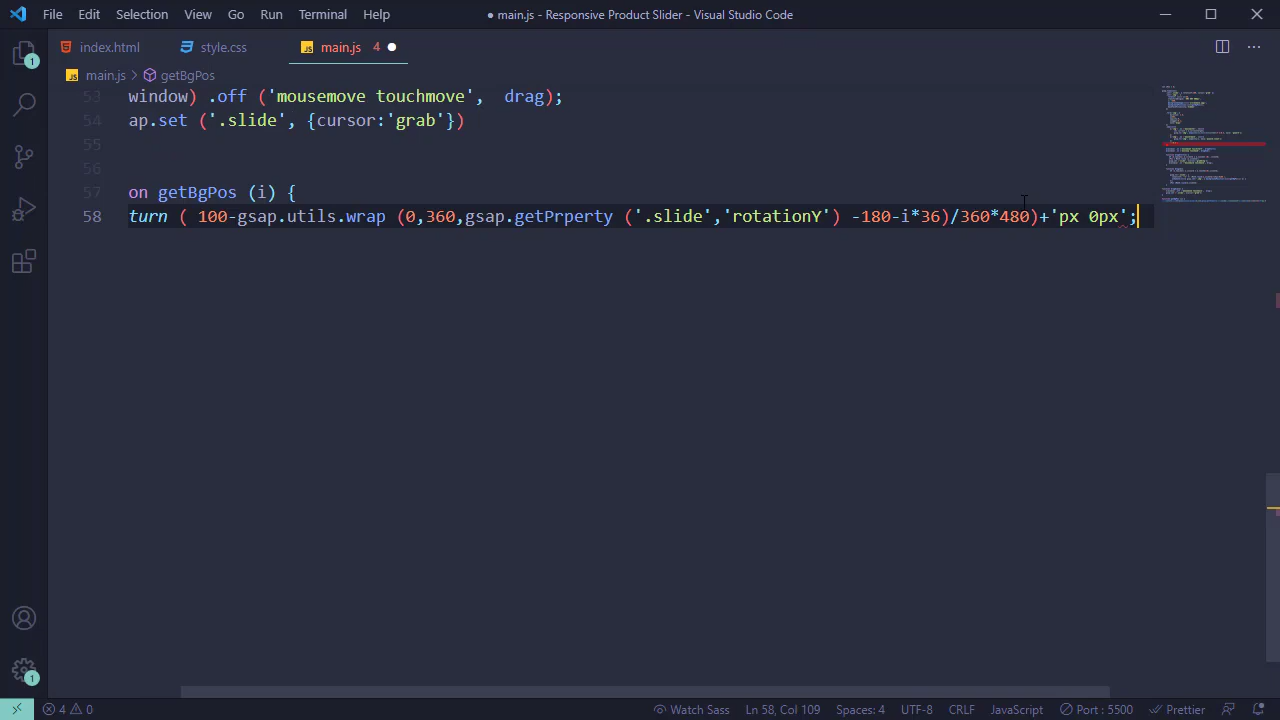 File Edit Selection View Go Run Terminal Help ● main.js - Responsive Product Slider - Visual Studio Code
index.html style.css JS main.js 4 ●
JS main.js > getBgPos
53 window) .off ('mousemove touchmove', drag);
54 ap.set ('.slide', {cursor:'grab'})
55
56
57 on getBgPos (i) {
58 turn ( 100-gsap.utils.wrap (0,360,gsap.getPrperty ('.slide','rotationY') -180-i*36)/360*480)+'px 0px';
1
1
4 0 Watch Sass Ln 58, Col 109 Spaces: 4 UTF-8 CRLF JavaScript Port : 5500 Prettier